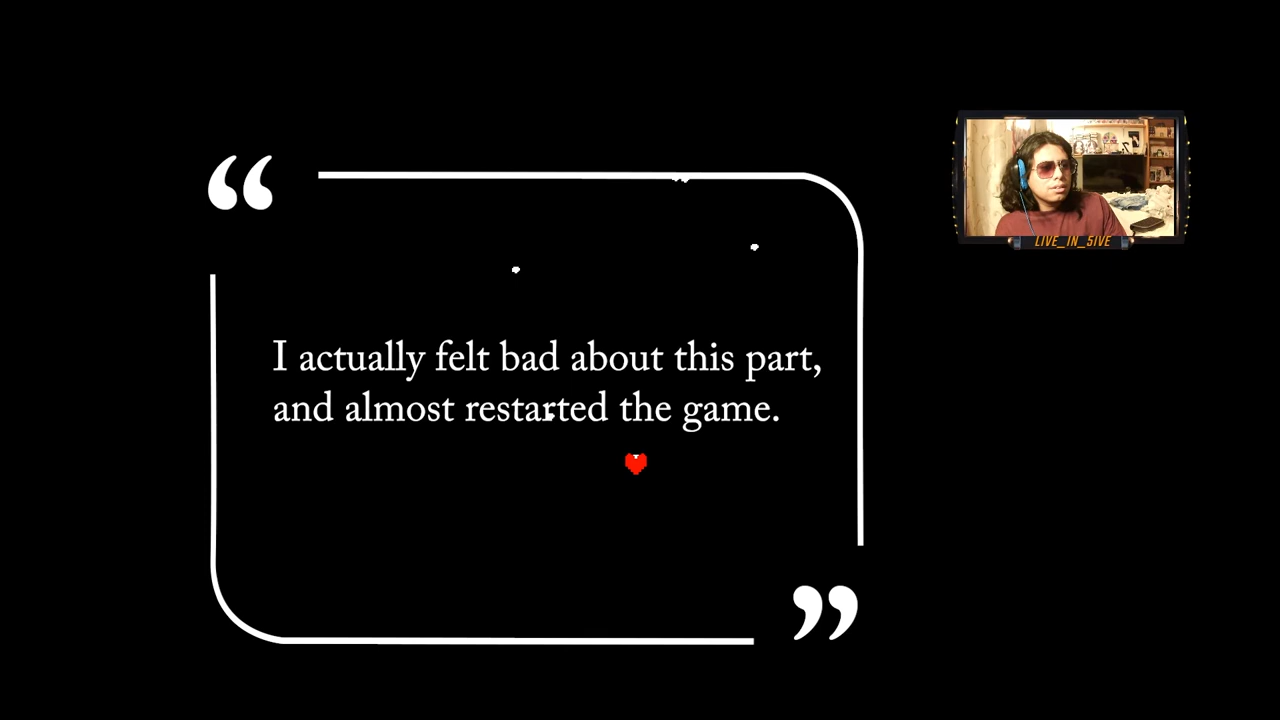 “
I actually felt bad about this part,
and almost restarted the game.
”
LIVE_IN_5IVE